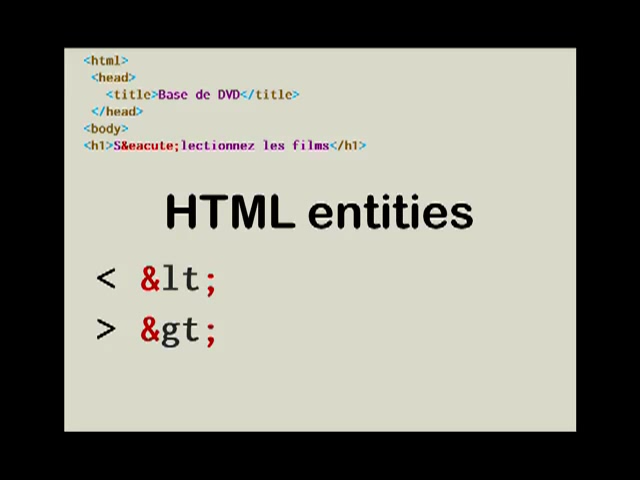 <html>
<head>
<title>Base de DVD</title>
</head>
<body>
<h1>S&eacute;lectionnez les films</h1>
HTML entities
< &lt;
> &gt;